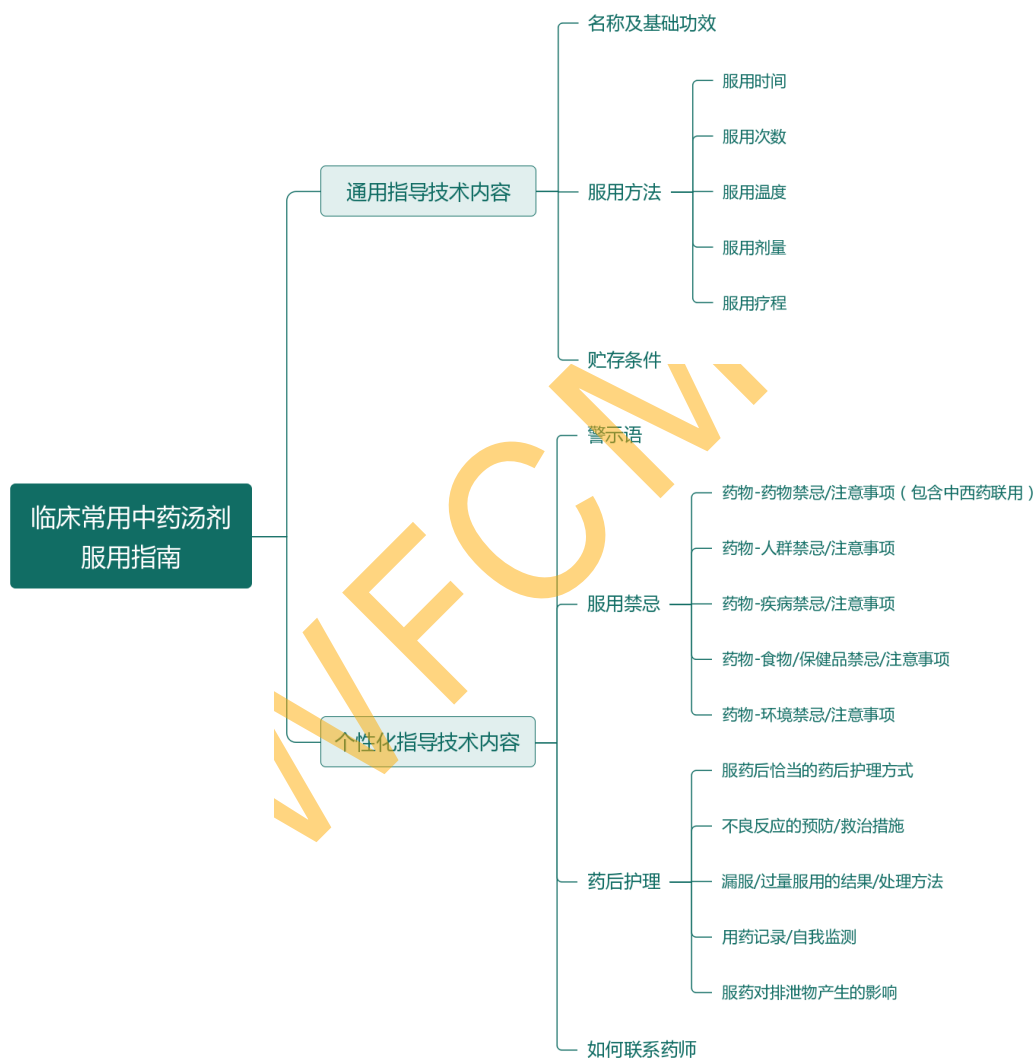 临床常用中药汤剂
服用指南
通用指导技术内容
名称及基础功效
服用方法
服用时间
服用次数
服用温度
服用剂量
服用疗程
贮存条件
个性化指导技术内容
警示语
服用禁忌
药物-药物禁忌/注意事项（包含中西药联用）
药物-人群禁忌/注意事项
药物-疾病禁忌/注意事项
药物-食物/保健品禁忌/注意事项
药物-环境禁忌/注意事项
药后护理
服药后恰当的药后护理方式
不良反应的预防/救治措施
漏服/过量服用的结果/处理方法
用药记录/自我监测
服药对排泄物产生的影响
如何联系药师
WFCM